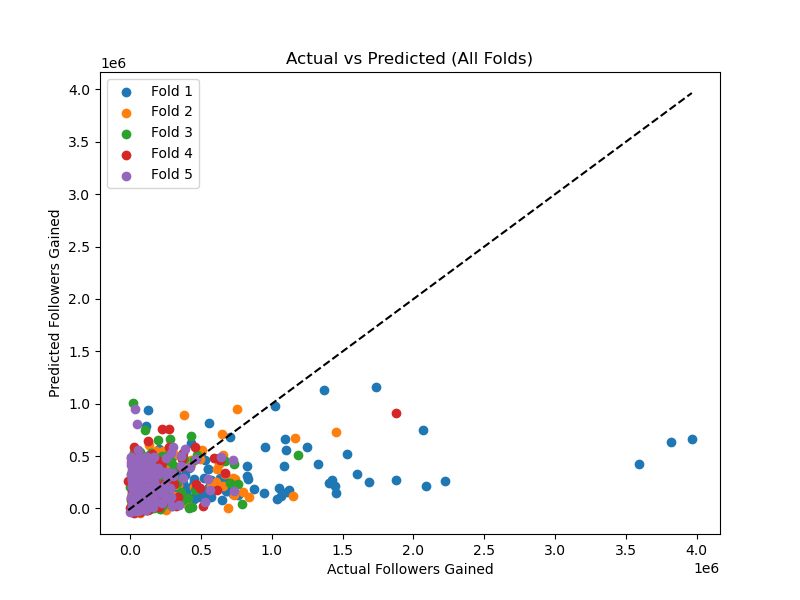 Actual vs Predicted (All Folds)
1e6
Fold 1
Fold 2
Fold 3
Fold 4
Fold 5
4.0
3.5
3.0
2.5
2.0
1.5
1.0
0.5
0.0
Predicted Followers Gained
0.0 0.5 1.0 1.5 2.0 2.5 3.0 3.5 4.0
1e6
Actual Followers Gained